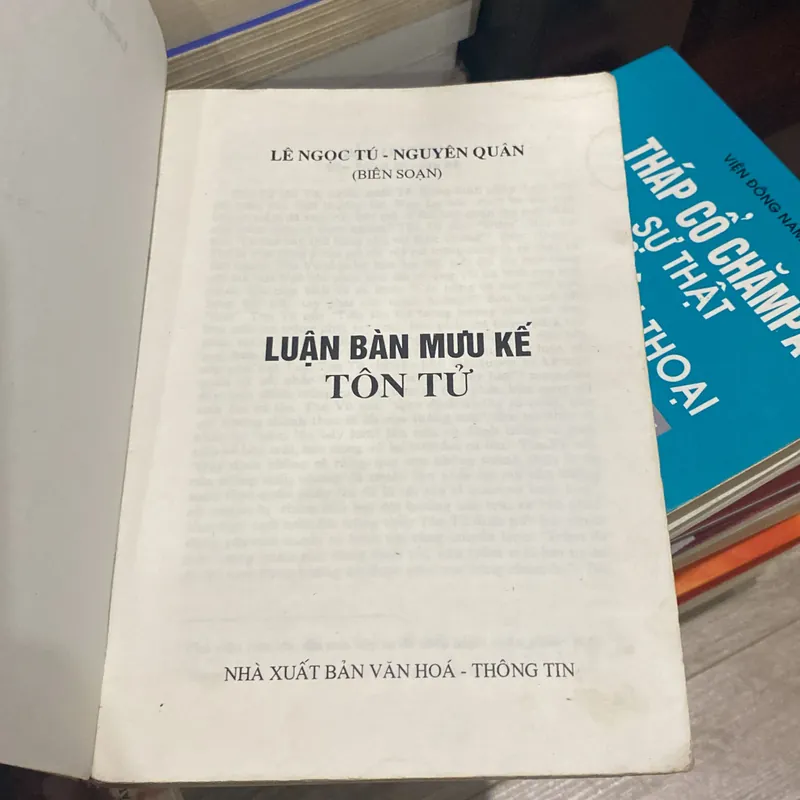 LÊ NGỌC TÚ - NGUYÊN QUÂN
(BIÊN SOẠN)
LUẬN BÀN MƯU KẾ
TÔN TỬ
NHÀ XUẤT BẢN VĂN HOÁ - THÔNG TIN
VIỆN ĐÔNG NAM
THÁP CỔ CHĂMPA
SỰ THẬT
THOẠI